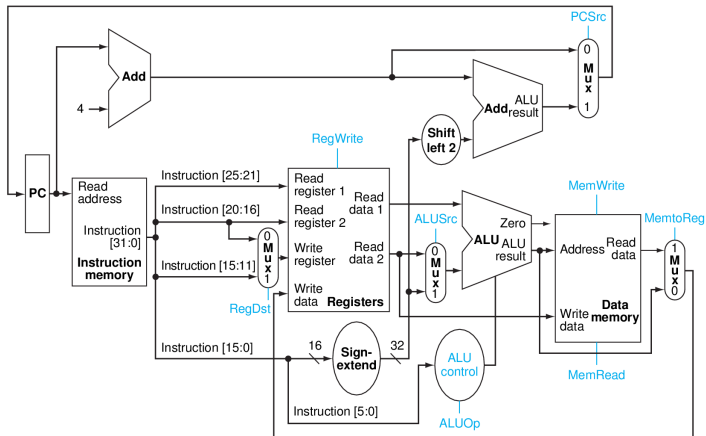 PCSrc
0
Mux
1
Add
4
Add
ALU
result
Shift
left 2
RegWrite
PC
Read
address
Instruction
[31:0]
Instruction
memory
Instruction [25:21]
Instruction [20:16]
Instruction [15:11]
0
Mux
1
RegDst
Read
register 1
Read
register 2
Write
register
Write
data
Read
data 1
Read
data 2
Registers
ALUSrc
0
Mux
1
Zero
ALU
ALU
result
MemWrite
Address
Read
data
Write
data
Data
memory
MemRead
MemtoReg
1
Mux
0
Instruction [15:0]
16
Sign-
extend
32
ALU
control
ALUOp
Instruction [5:0]